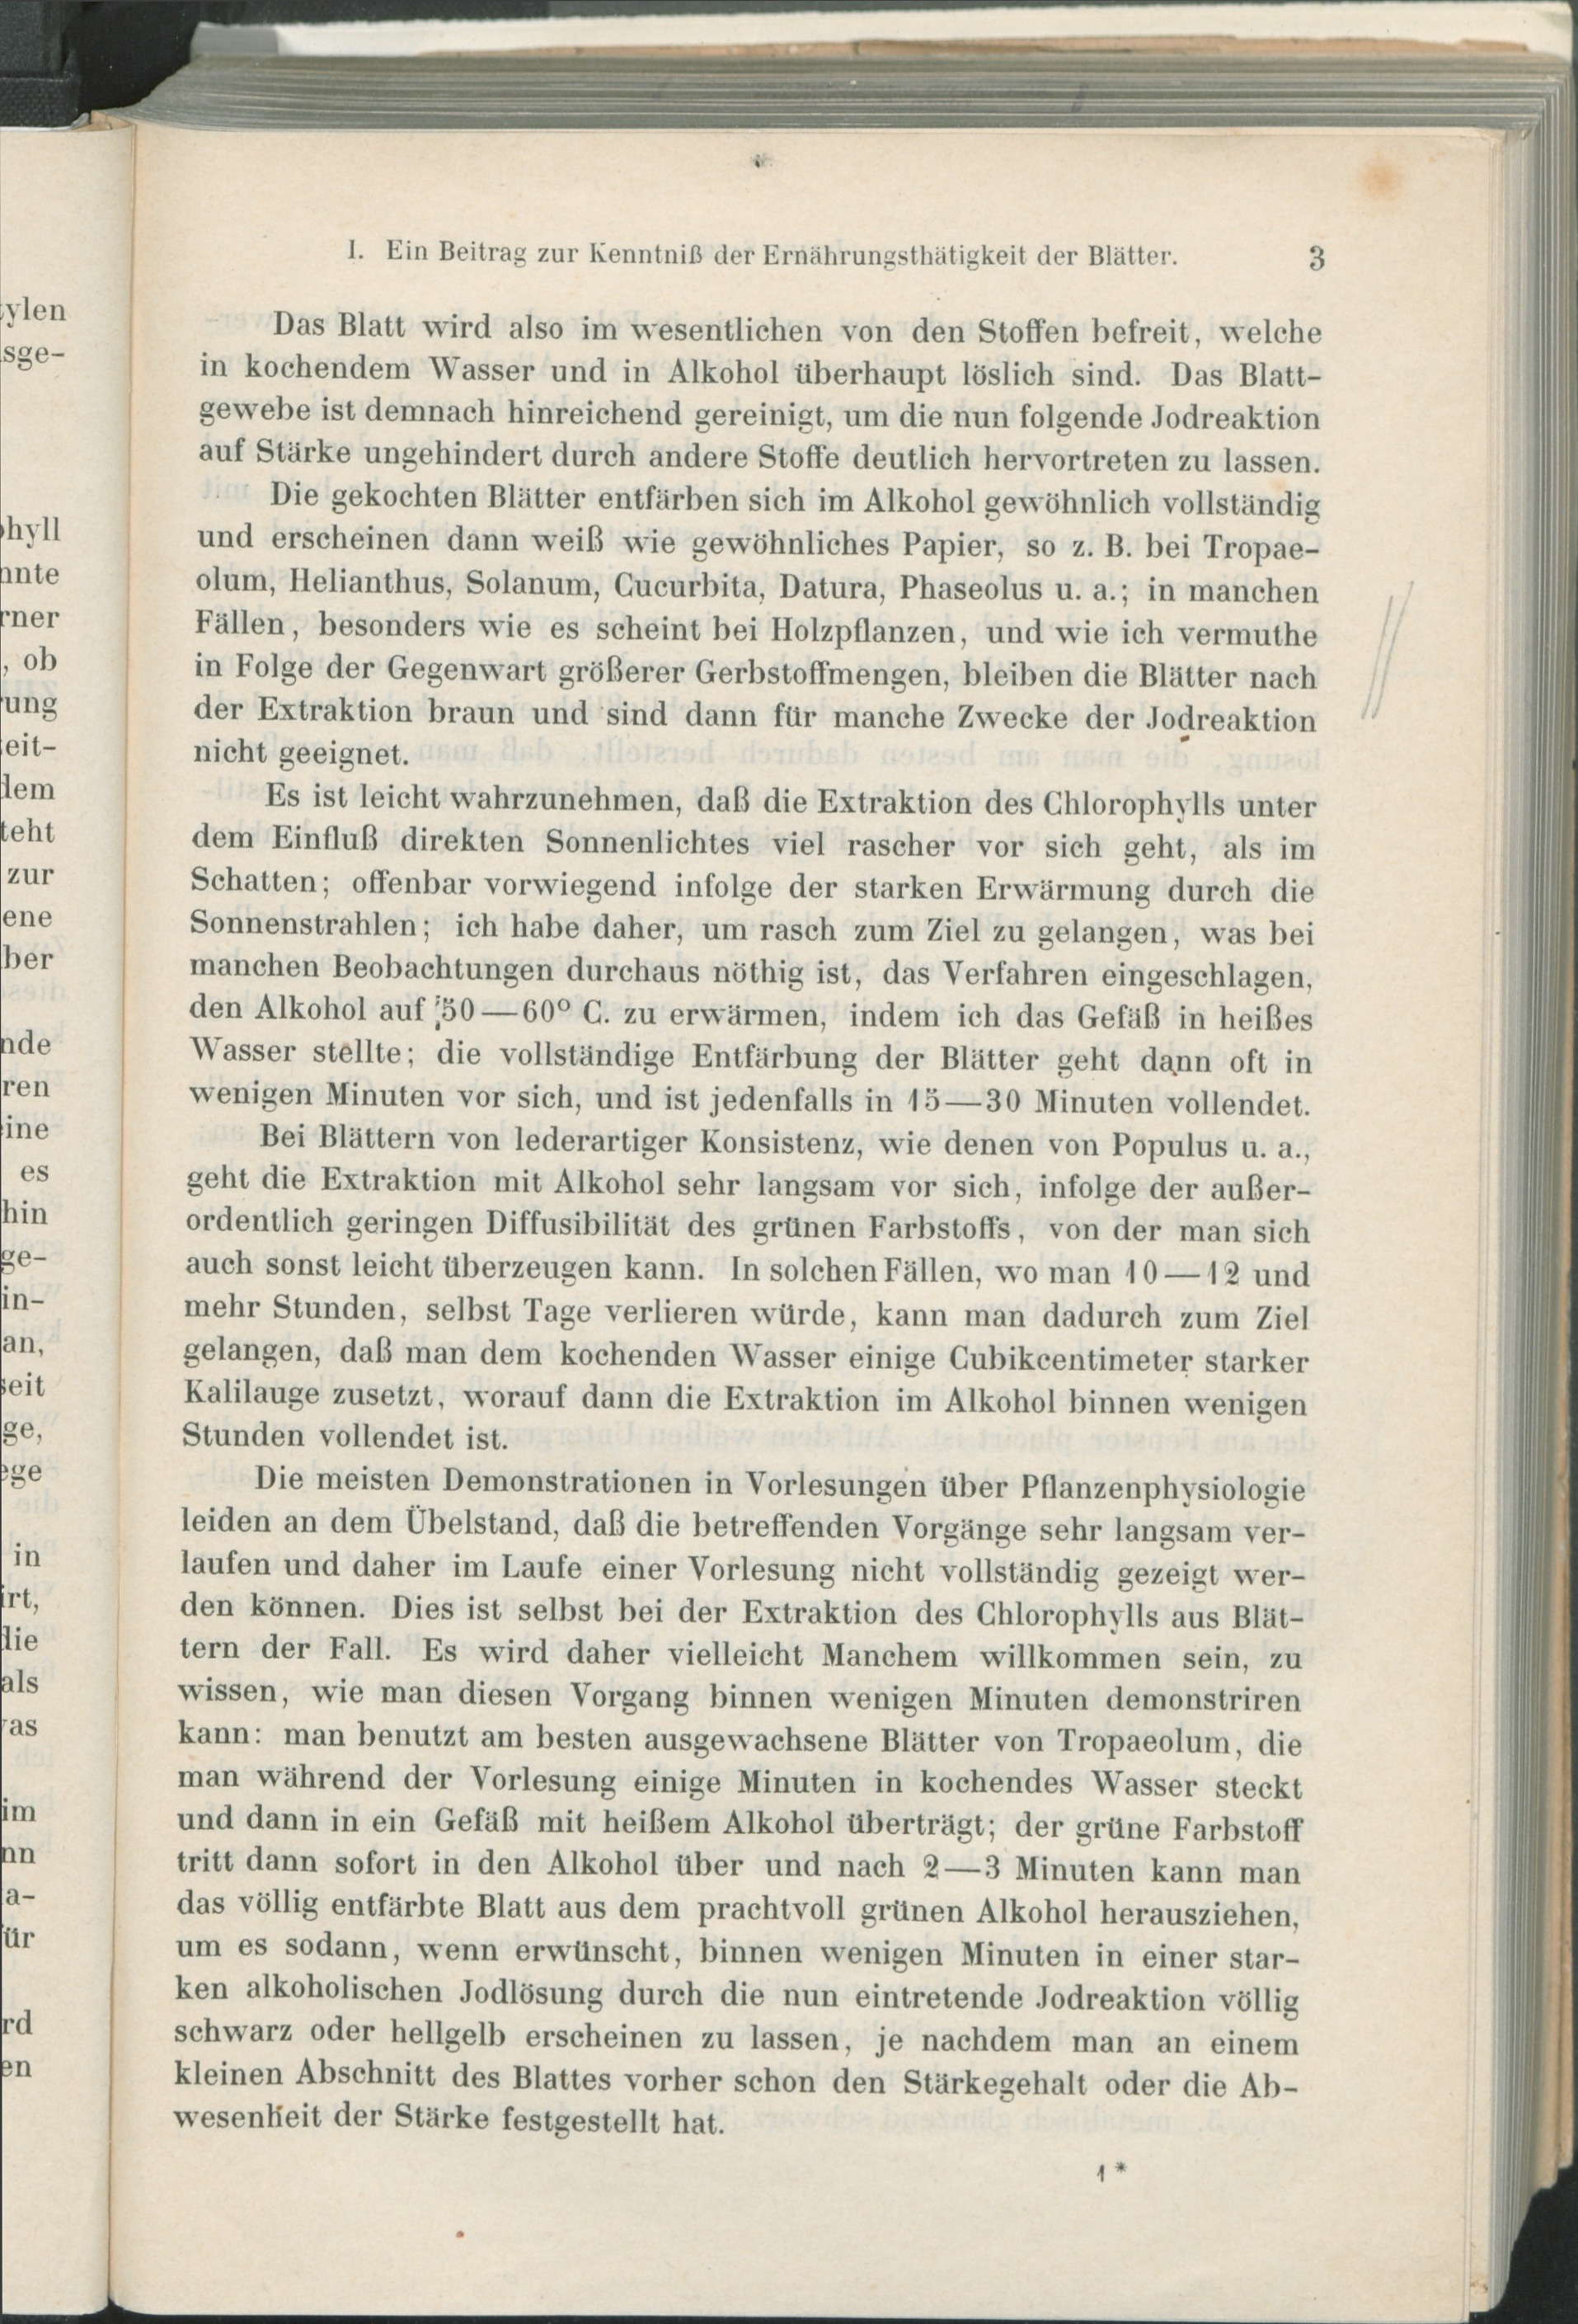 I. Ein Beitrag zur Kenntniß der Ernährungsthätigkeit der Blätter. 3
Das Blatt wird also im wesentlichen von den Stoffen befreit, welche
in kochendem Wasser und in Alkohol überhaupt löslich sind. Das Blatt-
gewebe ist demnach hinreichend gereinigt, um die nun folgende Jodreaktion
auf Stärke ungehindert durch andere Stoffe deutlich hervortreten zu lassen.
Die gekochten Blätter entfärben sich im Alkohol gewöhnlich vollständig
und erscheinen dann weiß wie gewöhnliches Papier, so z. B. bei Tropae-
olum, Helianthus, Solanum, Cucurbita, Datura, Phaseolus u. a.; in manchen
Fällen, besonders wie es scheint bei Holzpflanzen, und wie ich vermuthe
in Folge der Gegenwart größerer Gerbstoffmengen, bleiben die Blätter nach
der Extraktion braun und sind dann für manche Zwecke der Jodreaktion
nicht geeignet.
Es ist leicht wahrzunehmen, daß die Extraktion des Chlorophylls unter
dem Einfluß direkten Sonnenlichtes viel rascher vor sich geht, als im
Schatten; offenbar vorwiegend infolge der starken Erwärmung durch die
Sonnenstrahlen; ich habe daher, um rasch zum Ziel zu gelangen, was bei
manchen Beobachtungen durchaus nöthig ist, das Verfahren eingeschlagen,
den Alkohol auf 50—60° C. zu erwärmen, indem ich das Gefäß in heißes
Wasser stellte; die vollständige Entfärbung der Blätter geht dann oft in
wenigen Minuten vor sich, und ist jedenfalls in 15—30 Minuten vollendet.
Bei Blättern von lederartiger Konsistenz, wie denen von Populus u. a.,
geht die Extraktion mit Alkohol sehr langsam vor sich, infolge der außer-
ordentlich geringen Diffusibilität des grünen Farbstoffs, von der man sich
auch sonst leicht überzeugen kann. In solchen Fällen, wo man 10—12 und
mehr Stunden, selbst Tage verlieren würde, kann man dadurch zum Ziel
gelangen, daß man dem kochenden Wasser einige Cubikcentimeter starker
Kalilauge zusetzt, worauf dann die Extraktion im Alkohol binnen wenigen
Stunden vollendet ist.
Die meisten Demonstrationen in Vorlesungen über Pflanzenphysiologie
leiden an dem Übelstand, daß die betreffenden Vorgänge sehr langsam ver-
laufen und daher im Laufe einer Vorlesung nicht vollständig gezeigt wer-
den können. Dies ist selbst bei der Extraktion des Chlorophylls aus Blät-
tern der Fall. Es wird daher vielleicht Manchem willkommen sein, zu
wissen, wie man diesen Vorgang binnen wenigen Minuten demonstriren
kann: man benutzt am besten ausgewachsene Blätter von Tropaeolum, die
man während der Vorlesung einige Minuten in kochendes Wasser steckt
und dann in ein Gefäß mit heißem Alkohol überträgt; der grüne Farbstoff
tritt dann sofort in den Alkohol über und nach 2—3 Minuten kann man
das völlig entfärbte Blatt aus dem prachtvoll grünen Alkohol herausziehen,
um es sodann, wenn erwünscht, binnen wenigen Minuten in einer star-
ken alkoholischen Jodlösung durch die nun eintretende Jodreaktion völlig
schwarz oder hellgelb erscheinen zu lassen, je nachdem man an einem
kleinen Abschnitt des Blattes vorher schon den Stärkegehalt oder die Ab-
wesenheit der Stärke festgestellt hat.
1*